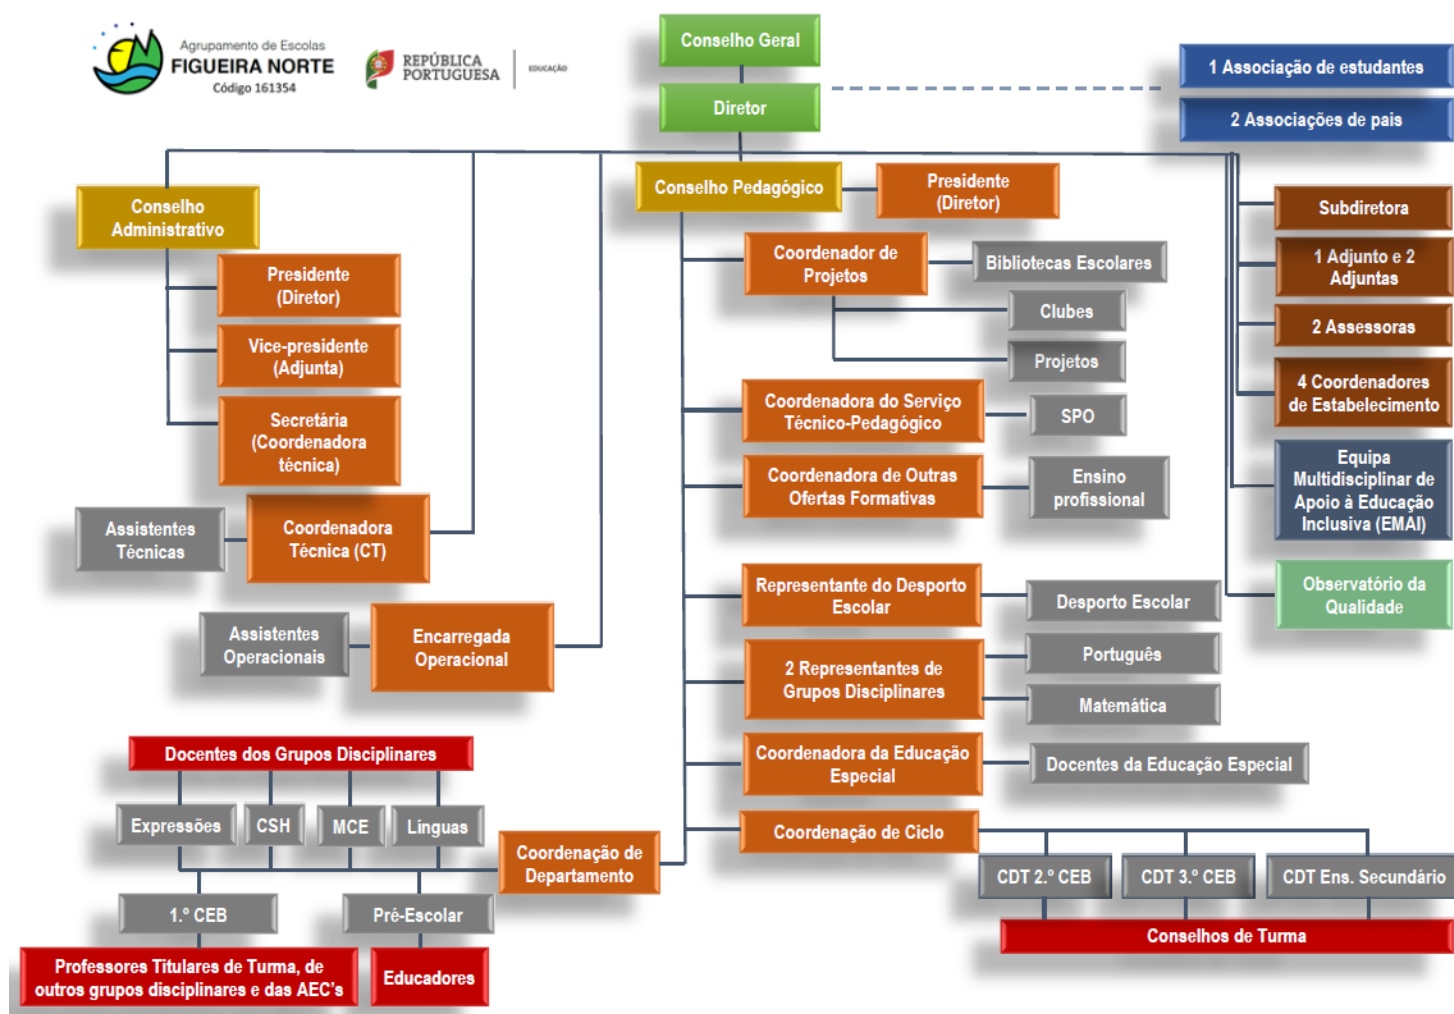 Agrupamento de Escolas
FIGUEIRA NORTE
Código 161354
REPÚBLICA
PORTUGUESA
EDUCAÇÃO
Conselho Geral
Diretor
1 Associação de estudantes
2 Associações de pais
Conselho
Administrativo
Presidente
(Diretor)
Vice-presidente
(Adjunta)
Secretária
(Coordenadora
técnica)
Assistentes
Técnicas
Coordenadora
Técnica (CT)
Assistentes
Operacionais
Encarregada
Operacional
Conselho Pedagógico
Presidente
(Diretor)
Coordenador de
Projetos
Bibliotecas Escolares
Clubes
Projetos
Coordenadora do Serviço
Técnico-Pedagógico
SPO
Coordenadora de Outras
Ofertas Formativas
Ensino
profissional
Representante do Desporto
Escolar
Desporto Escolar
2 Representantes de
Grupos Disciplinares
Português
Matemática
Coordenadora da Educação
Especial
Docentes da Educação Especial
Coordenação de Ciclo
CDT 2.º CEB
CDT 3.º CEB
CDT Ens. Secundário
Conselhos de Turma
Subdiretora
1 Adjunto e 2
Adjuntas
2 Assessoras
4 Coordenadores
de Estabelecimento
Equipa
Multidisciplinar de
Apoio à Educação
Inclusiva (EMAI)
Observatório da
Qualidade
Docentes dos Grupos Disciplinares
Expressões
CSH
MCE
Línguas
Coordenação de
Departamento
1.º CEB
Pré-Escolar
Professores Titulares de Turma, de
outros grupos disciplinares e das AEC's
Educadores